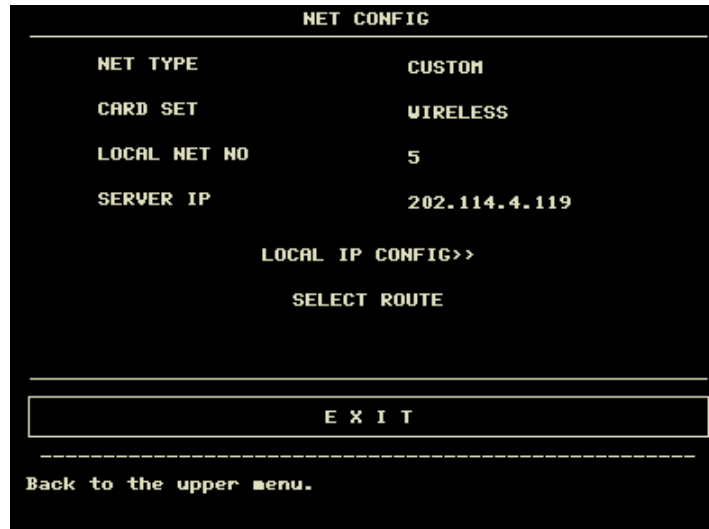 NET CONFIG
NET TYPE CUSTOM
CARD SET WIRELESS
LOCAL NET NO 5
SERVER IP 202.114.4.119
LOCAL IP CONFIG>>
SELECT ROUTE
E X I T
Back to the upper menu.